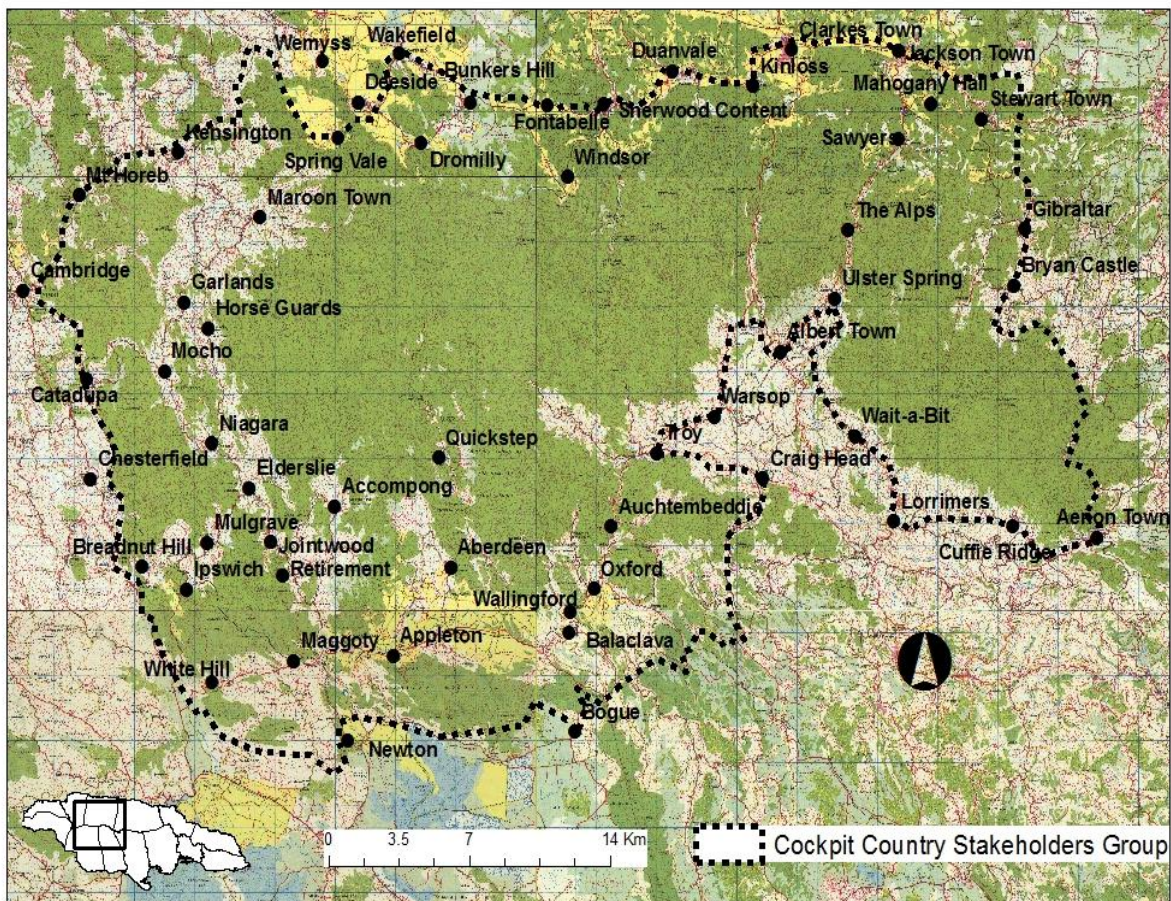 Clarkes Town
Wemyss
Wakefield
Duanvale
Jackson Town
Kinloss
Bunkers Hill
Deeside
Mahogany Hall
Stewart Town
Fontabelle
Sherwood Content
Kensington
Sawyers
Spring Vale
Dromilly
Windsor
Mt Horeb
Maroon Town
The Alps
Gibraltar
Cambridge
Bryan Castle
Garlands
Ulster Spring
Horse Guards
Albert Town
Mocho
Catadupa
Warsop
Wait-a-Bit
Niagara
Quickstep
Troy
Chesterfield
Craig Head
Elderslie
Accompong
Lorrimers
Auchtembeddie
Aenon Town
Mulgrave
Breadnut Hill
Jointwood
Aberdeen
Cuffie Ridge
Ipswich
Retirement
Oxford
Wallingford
Maggoty
Appleton
Balaclava
White Hill
Bogue
Newton
0 3.5 7 14 Km
Cockpit Country Stakeholders Group